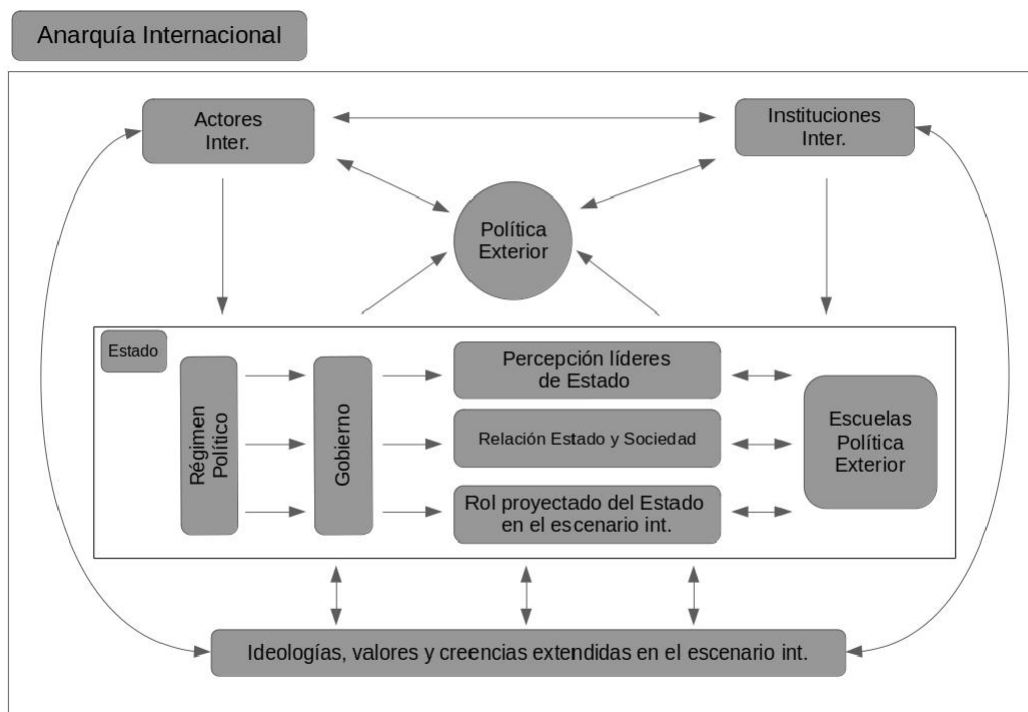 Anarquía Internacional
Actores
Inter.
Instituciones
Inter.
Política
Exterior
Estado
Régimen
Político
Gobierno
Percepción líderes
de Estado
Relación Estado y Sociedad
Rol proyectado del Estado
en el escenario int.
Escuelas
Política
Exterior
Ideologías, valores y creencias extendidas en el escenario int.